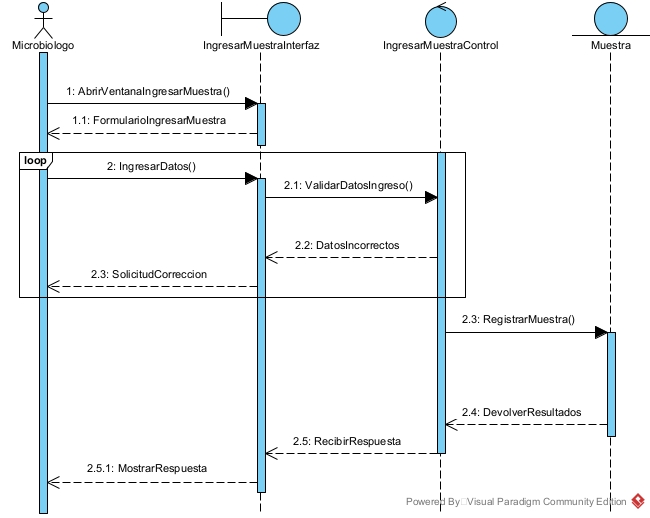 Microbiologo
IngresarMuestraInterfaz
IngresarMuestraControl
Muestra
1: AbrirVentanaIngresarMuestra()
1.1: FormularioIngresarMuestra
loop
2: IngresarDatos()
2.1: ValidarDatosIngreso()
2.2: DatosIncorrectos
2.3: SolicitudCorreccion
2.3: RegistrarMuestra()
2.4: DevolverResultados
2.5: RecibirRespuesta
2.5.1: MostrarRespuesta
Powered By Visual Paradigm Community Edition